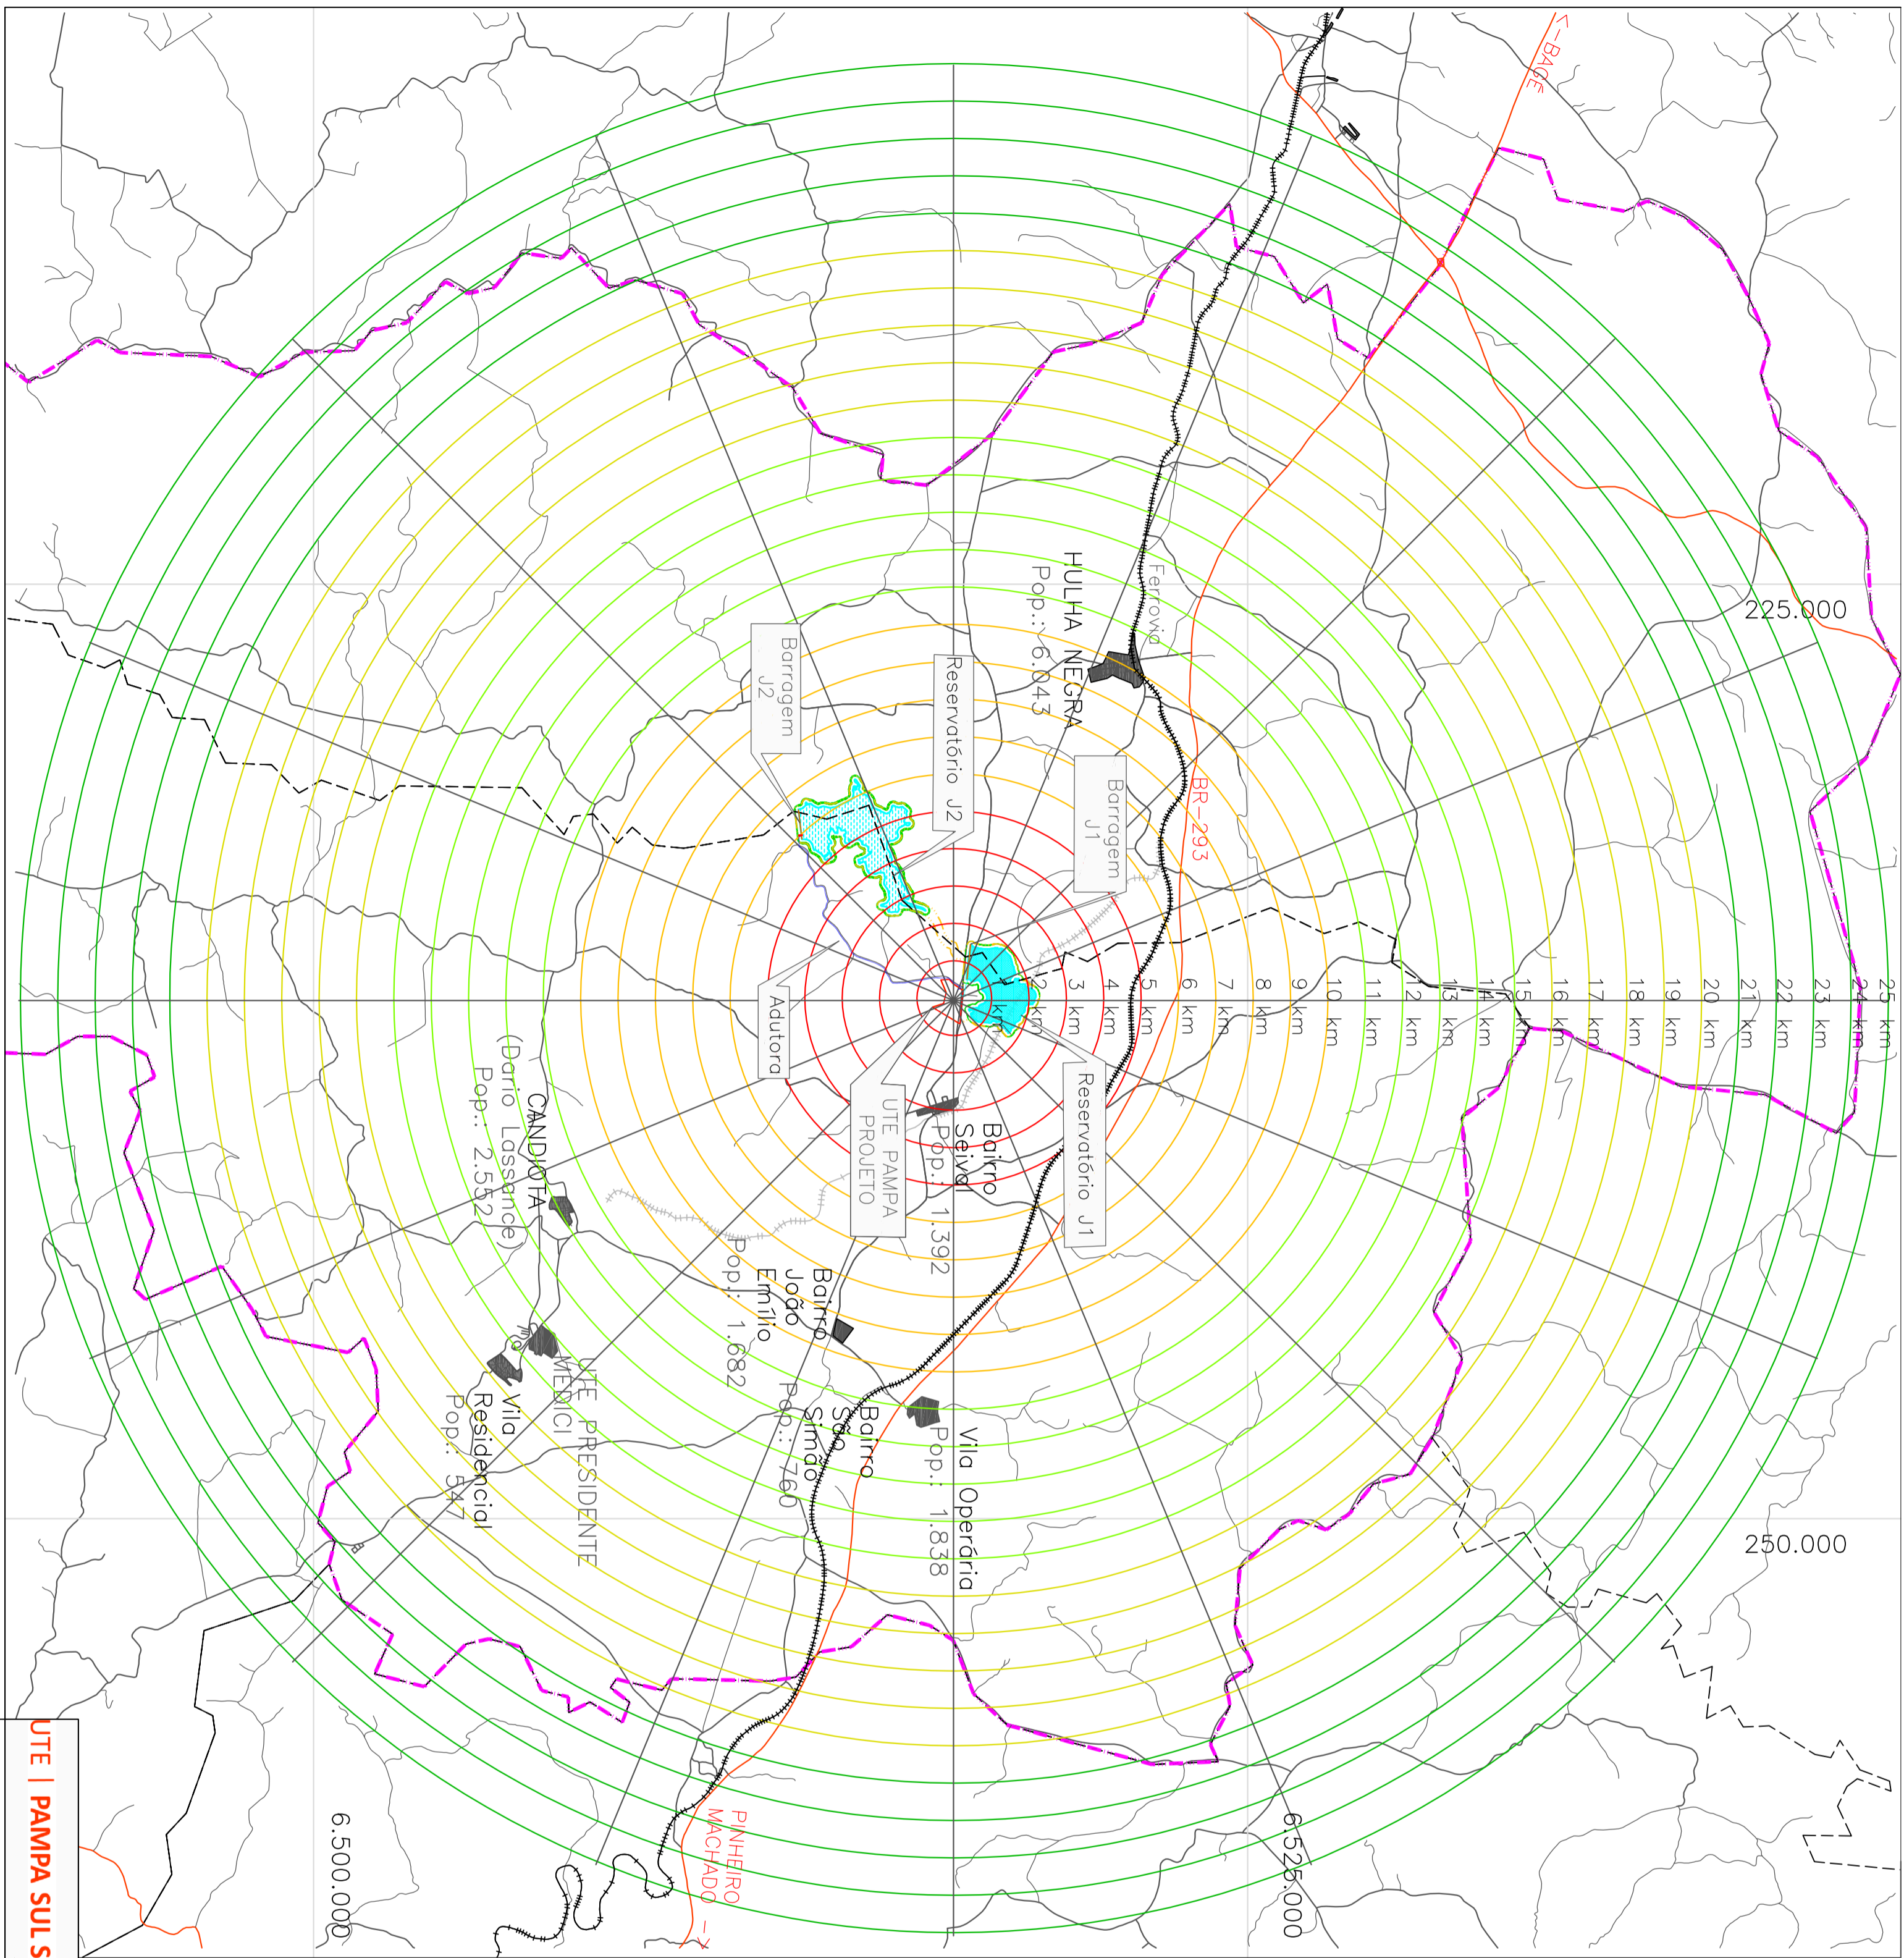 <-BAGÉ
225.000
Ferrovia
HULHA NEGRA
Pop.: 6.043
Barragem
J2
Reservatório J2
Barragem
J1
BR-293
1 km
2 km
3 km
4 km
5 km
6 km
7 km
8 km
9 km
10 km
11 km
12 km
13 km
14 km
15 km
16 km
17 km
18 km
19 km
20 km
21 km
22 km
23 km
24 km
25 km
Adutora
UTE PAMPA
PROJETO
Reservatório J1
Bairro
Seival
Pop.: 1.392
CANDIOTA
(Dario Lassance)
Pop.: 2.552
Bairro
João
Emílio
Pop.: 1.682
UTE PRESIDENTE
MÉDICI
Vila
Residencial
Pop.: 547
Bairro
São
Simão
Pop.: 760
Vila Operária
Pop.: 1.838
250.000
PINHEIRO
MACHADO ->
6.525.000
6.500.000
UTE | PAMPA SUL S